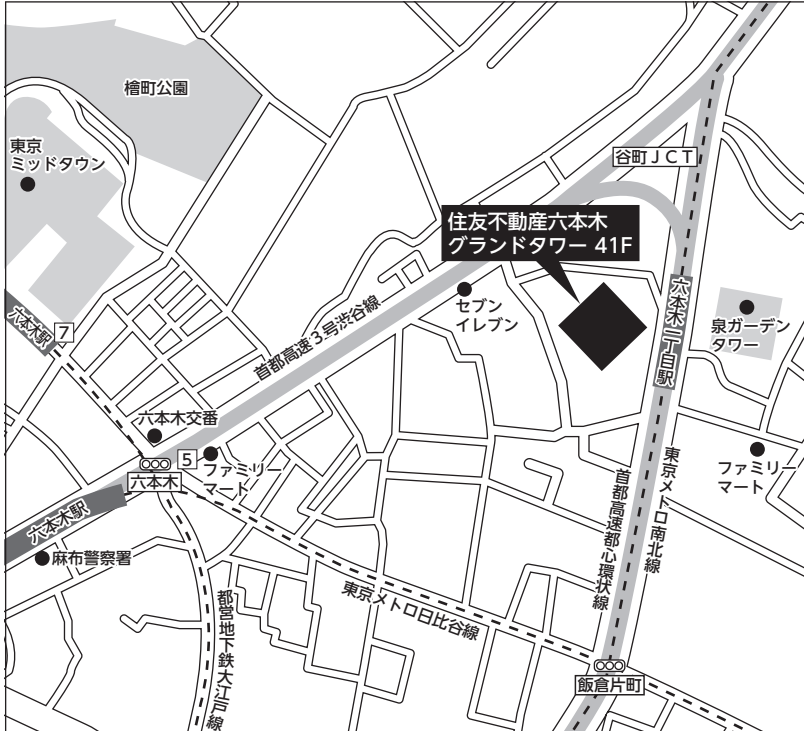 檜町公園
東京
ミッドタウン
谷町ＪＣＴ
住友不動産六本木
グランドタワー 41F
セブン
イレブン
六本木一丁目駅
泉ガーデン
タワー
六本木駅
7
首都高速３号渋谷線
六本木交番
5
ファミリー
マート
六本木
六本木駅
麻布警察署
ファミリー
マート
東京メトロ南北線
首都高速都心環状線
東京メトロ日比谷線
都営地下鉄大江戸線
飯倉片町